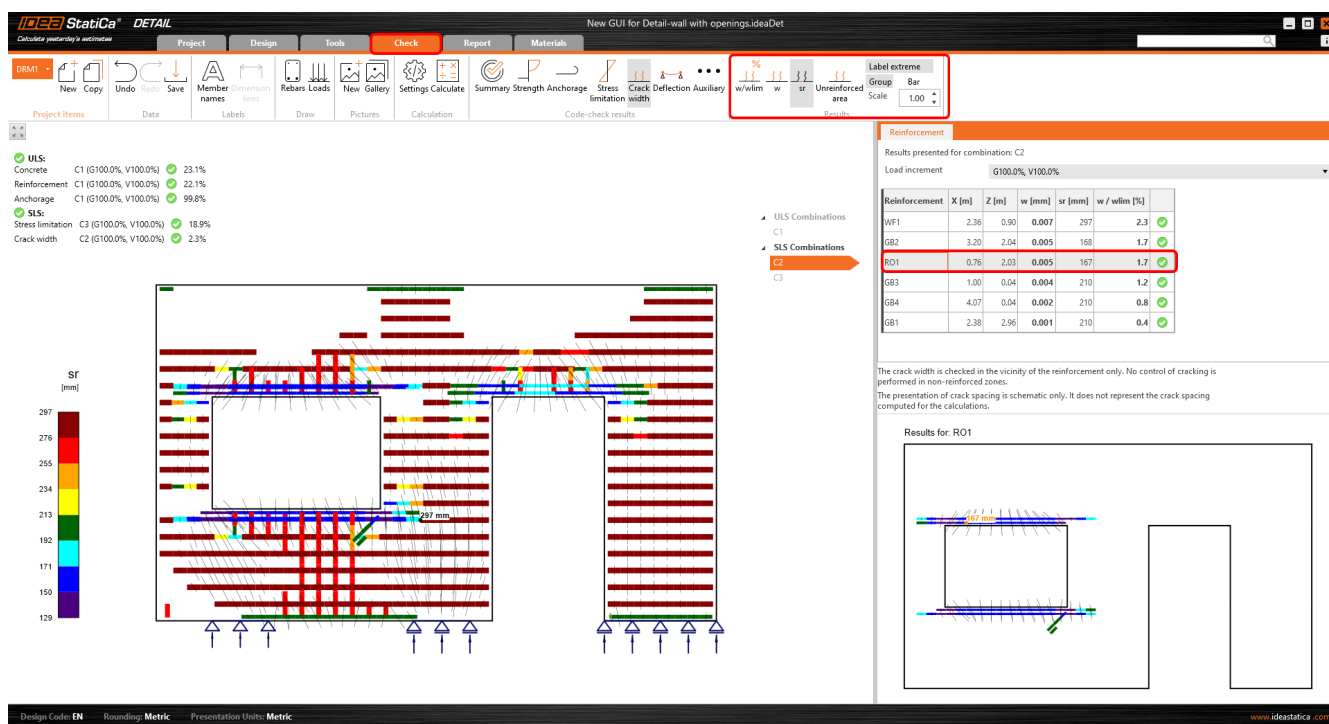 IDEA StatiCa® DETAIL
Calculate yesterday's estimates
New GUI for Detail-wall with openings.ideaDet
Project Design Tools Check Report Materials
DRM1
New Copy Undo Redo Save Member names Dimension lines Rebars Loads New Gallery Settings Calculate Summary Strength Anchorage Stress limitation Crack width Deflection Auxiliary w/wlim w sr Unreinforced area
Label extreme
Group Bar
Scale 1.00
Project items Data Labels Draw Pictures Calculation Code-check results Results
ULS:
Concrete C1 (G100.0%, V100.0%) 23.1%
Reinforcement C1 (G100.0%, V100.0%) 22.1%
Anchorage C1 (G100.0%, V100.0%) 99.8%
SLS:
Stress limitation C3 (G100.0%, V100.0%) 18.9%
Crack width C2 (G100.0%, V100.0%) 2.3%
ULS Combinations
C1
SLS Combinations
C2
C3
sr
[mm]
297
276
255
234
213
192
171
150
129
297 mm
Reinforcement
Results presented for combination: C2
Load increment G100.0%, V100.0%
Reinforcement X [m] Z [m] w [mm] sr [mm] w / wlim [%]
WF1 2.36 0.90 0.007 297 2.3
GB2 3.20 2.04 0.005 168 1.7
RO1 0.76 2.03 0.005 167 1.7
GB3 1.00 0.04 0.004 210 1.2
GB4 4.07 0.04 0.002 210 0.8
GB1 2.38 2.96 0.001 210 0.4
The crack width is checked in the vicinity of the reinforcement only. No control of cracking is
performed in non-reinforced zones.
The presentation of crack spacing is schematic only. It does not represent the crack spacing
computed for the calculations.
Results for: RO1
167 mm
Design Code: EN Rounding: Metric Presentation Units: Metric
www.ideastatica.com